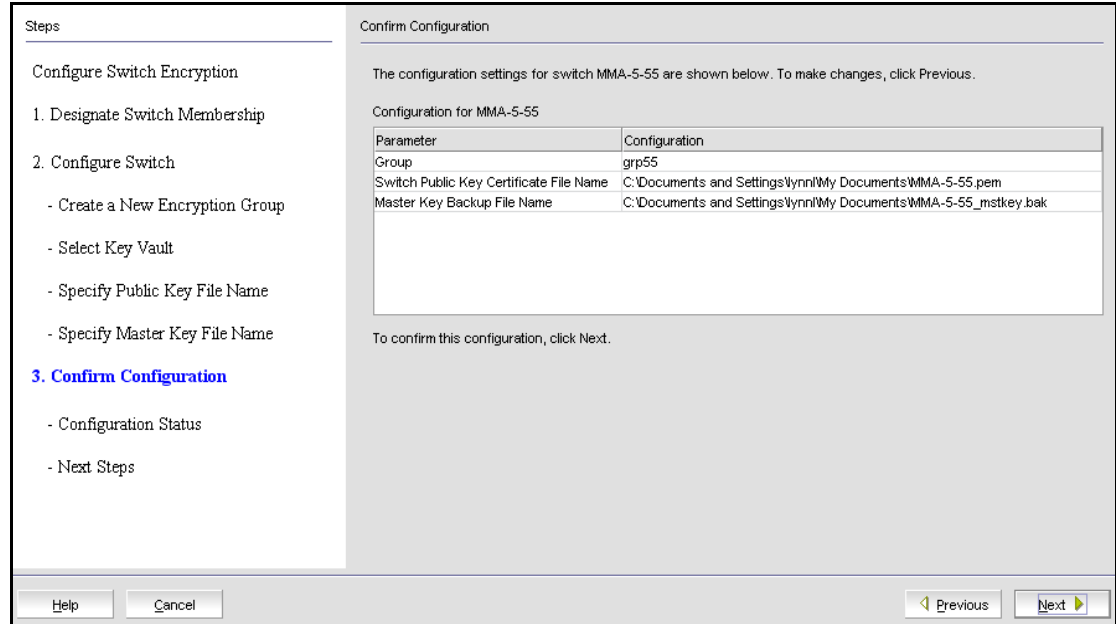 Steps
Configure Switch Encryption
1. Designate Switch Membership
2. Configure Switch
- Create a New Encryption Group
- Select Key Vault
- Specify Public Key File Name
- Specify Master Key File Name
3. Confirm Configuration
- Configuration Status
- Next Steps
Confirm Configuration
The configuration settings for switch MMA-5-55 are shown below. To make changes, click Previous.
Configuration for MMA-5-55
Parameter Configuration
Group grp55
Switch Public Key Certificate File Name C:\Documents and Settings\lynnl\My Documents\MMA-5-55.pem
Master Key Backup File Name C:\Documents and Settings\lynnl\My Documents\MMA-5-55_mstkey.bak
To confirm this configuration, click Next.
Help Cancel Previous Next